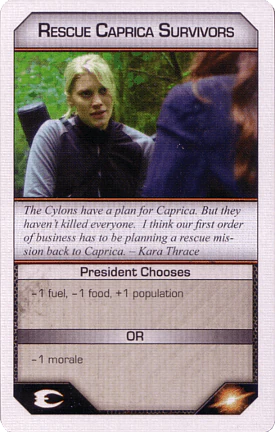 RESCUE CAPRICA SURVIVORS
The Cylons have a plan for Caprica. But they
haven't killed everyone.  I think our first order
of business has to be planning a rescue mis-
sion back to Caprica. – Kara Thrace
President Chooses
-1 fuel, -1 food, +1 population
OR
-1 morale